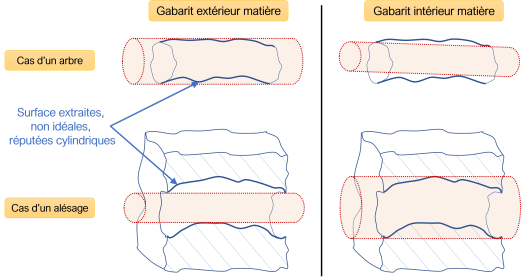 Gabarit extérieur matière
Gabarit intérieur matière
Cas d'un arbre
Surface extraites,
non idéales,
réputées cylindriques
Cas d'un alésage